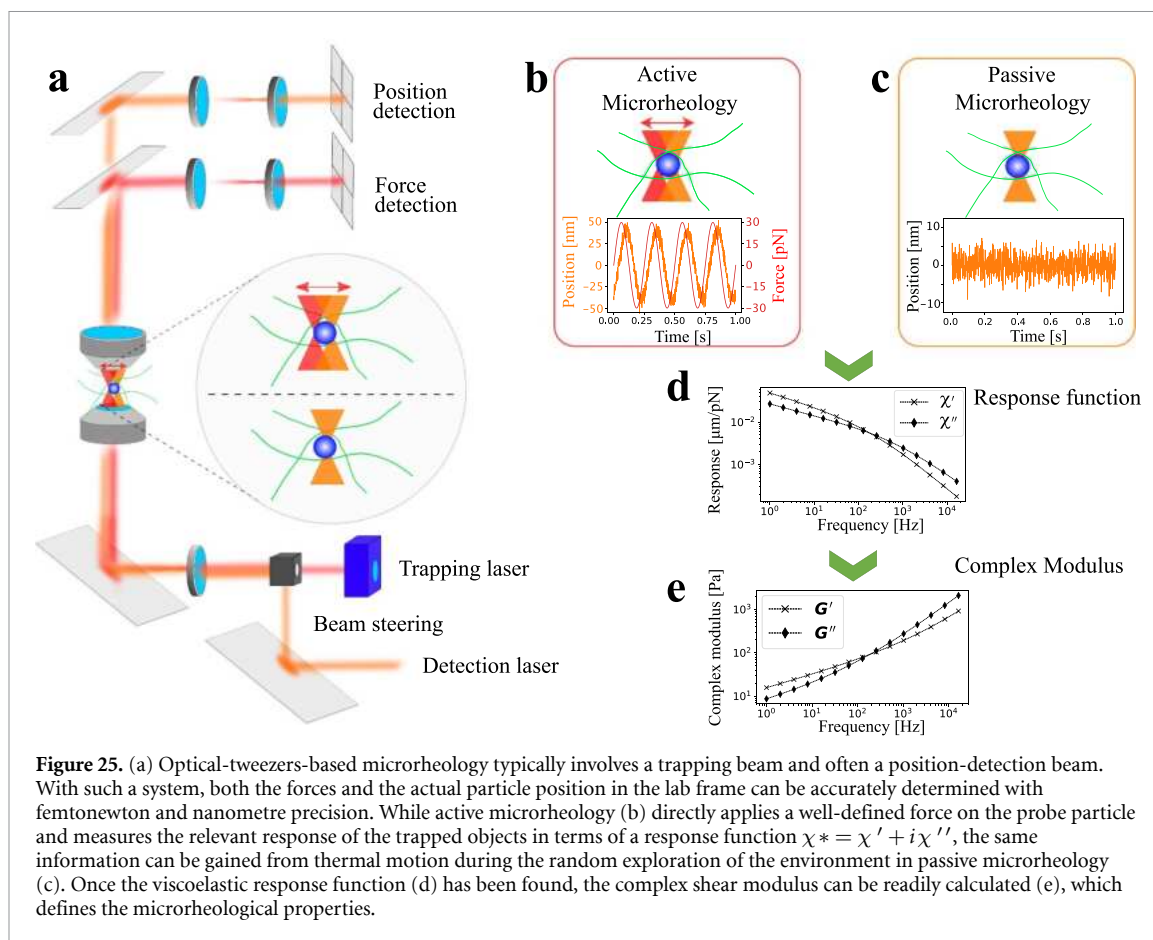 a
Position
detection
Force
detection
Trapping laser
Beam steering
Detection laser
b
Active
Microrheology
Position [nm]
50
25
0
−25
−50
30
15
0
−15
−30
Force [pN]
0.00
0.25
0.50
0.75
1.00
Time [s]
c
Passive
Microrheology
Position [nm]
10
0
−10
0.0
0.2
0.4
0.6
0.8
1.0
Time [s]
d
Response function
Response [μm/pN]
10⁻²
10⁻³
χ′
χ′′
10⁰
10¹
10²
10³
10⁴
Frequency [Hz]
Complex Modulus
e
Complex modulus [Pa]
10³
10²
10¹
G′
G′′
10⁰
10¹
10²
10³
10⁴
Frequency [Hz]
Figure 25. (a) Optical-tweezers-based microrheology typically involves a trapping beam and often a position-detection beam.
With such a system, both the forces and the actual particle position in the lab frame can be accurately determined with
femtonewton and nanometre precision. While active microrheology (b) directly applies a well-defined force on the probe particle
and measures the relevant response of the trapped objects in terms of a response function χ∗ = χ′ + iχ′′, the same
information can be gained from thermal motion during the random exploration of the environment in passive microrheology
(c). Once the viscoelastic response function (d) has been found, the complex shear modulus can be readily calculated (e), which
defines the microrheological properties.